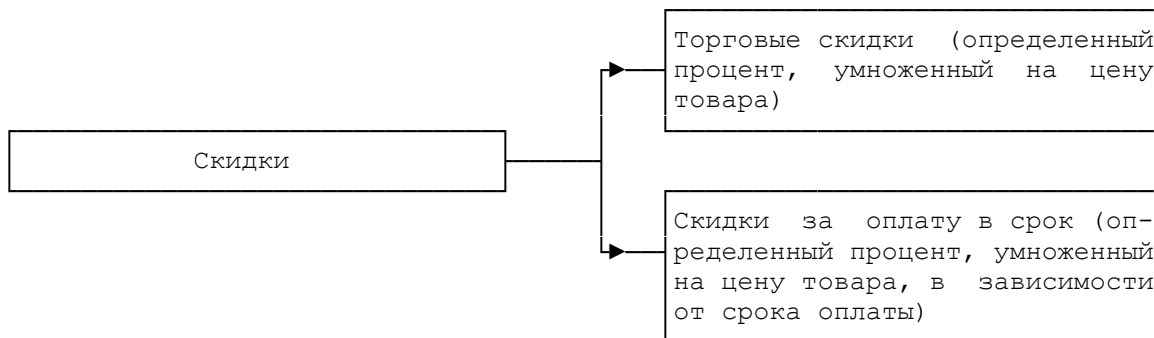 Торговые скидки (определенный
процент, умноженный на цену
товара)
Скидки
Скидки за оплату в срок (оп-
ределенный процент, умноженный
на цену товара, в зависимости
от срока оплаты)